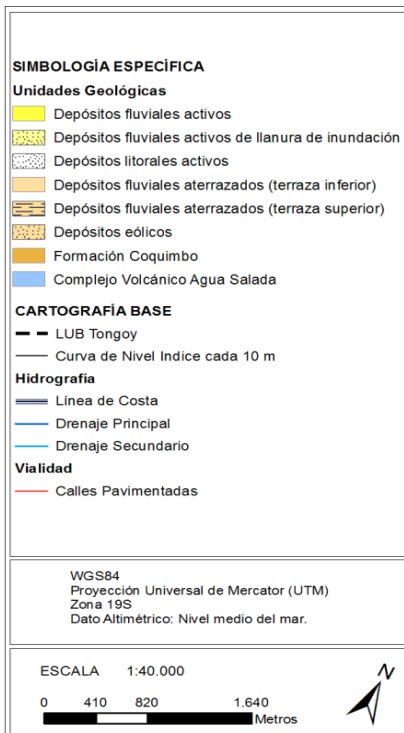 SIMBOLOGÍA ESPECÍFICA
Unidades Geológicas
Depósitos fluviales activos
Depósitos fluviales activos de llanura de inundación
Depósitos litorales activos
Depósitos fluviales aterrazados (terraza inferior)
Depósitos fluviales aterrazados (terraza superior)
Depósitos eólicos
Formación Coquimbo
Complejo Volcánico Agua Salada
CARTOGRAFÍA BASE
LUB Tongoy
Curva de Nivel Indice cada 10 m
Hidrografía
Línea de Costa
Drenaje Principal
Drenaje Secundario
Vialidad
Calles Pavimentadas
WGS84
Proyección Universal de Mercator (UTM)
Zona 19S
Dato Altimétrico: Nivel medio del mar.
ESCALA 1:40.000
N
0 410 820 1.640
Metros